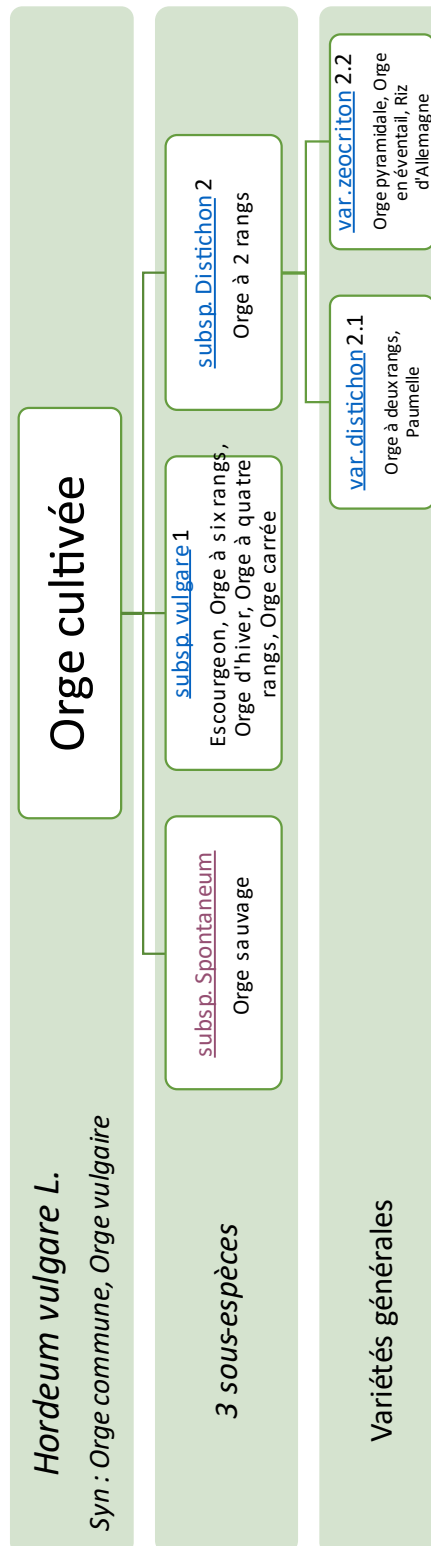 Hordeum vulgare L.
Syn : Orge commune, Orge vulgaire
Orge cultivée
3 sous-espèces
subsp. Spontaneum
Orge sauvage
subsp. vulgare 1
Escourgeon, Orge à six rangs,
Orge d'hiver, Orge à quatre
rangs, Orge carrée
subsp. Distichon 2
Orge à 2 rangs
Variétés générales
var. distichon 2.1
Orge à deux rangs,
Paumelle
var. zeocriton 2.2
Orge pyramidale, Orge
en éventail, Riz
d'Allemagne